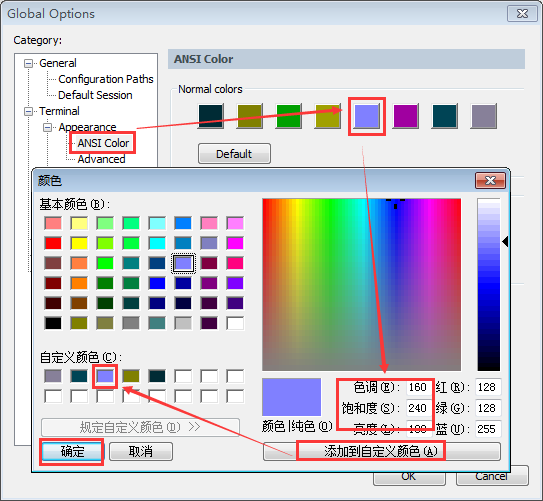 Global Options
Category:
General
Configuration Paths
Default Session
Terminal
Appearance
ANSI Color
Advanced
ANSI Color
Normal colors
Default
颜色
基本颜色(B):
自定义颜色(C):
规定自定义颜色(D) >>
确定
取消
颜色|纯色(O)
色调(E): 160
饱和度(S): 240
红(R): 128
绿(G): 128
蓝(U): 255
添加到自定义颜色(A)
OK
Cancel